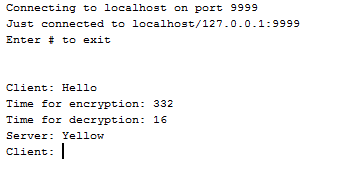 Connecting to localhost on port 9999
Just connected to localhost/127.0.0.1:9999
Enter # to exit
Client: Hello
Time for encryption: 332
Time for decryption: 16
Server: Yellow
Client: